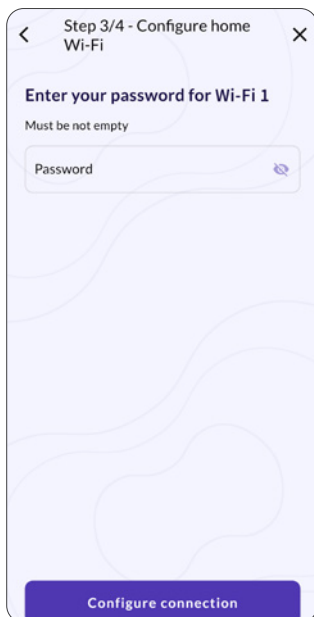 Step 3/4 - Configure home
Wi-Fi
Enter your password for Wi-Fi 1
Must be not empty
Password
Configure connection